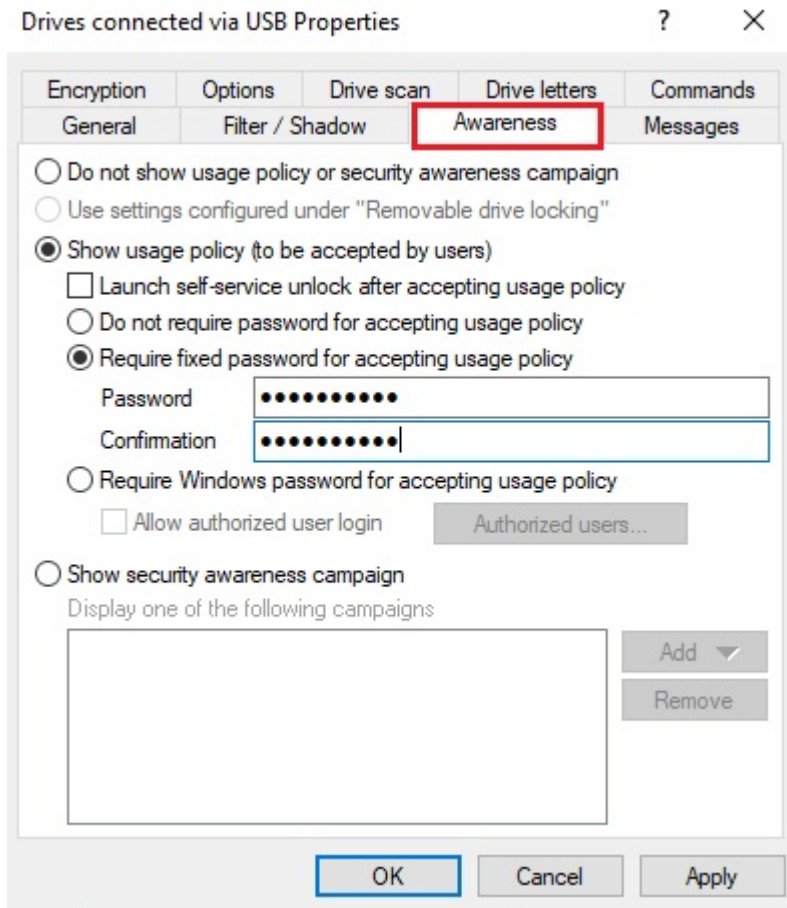 Drives connected via USB Properties ? ×
Encryption Options Drive scan Drive letters Commands
General Filter / Shadow Awareness Messages
Do not show usage policy or security awareness campaign
Use settings configured under "Removable drive locking"
Show usage policy (to be accepted by users)
Launch self-service unlock after accepting usage policy
Do not require password for accepting usage policy
Require fixed password for accepting usage policy
Password ●●●●●●●●●●
Confirmation ●●●●●●●●●●
Require Windows password for accepting usage policy
Allow authorized user login Authorized users...
Show security awareness campaign
Display one of the following campaigns
Add
Remove
OK Cancel Apply